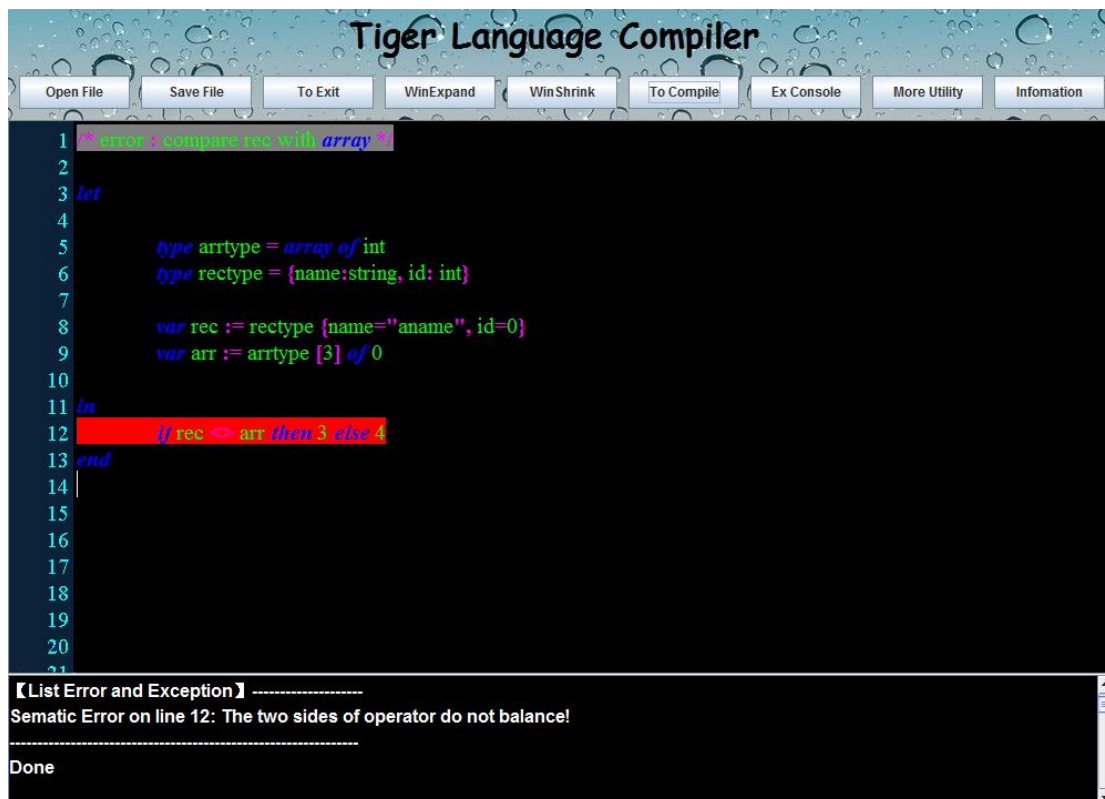 Tiger Language Compiler
Open File Save File To Exit WinExpand WinShrink To Compile Ex Console More Utility Infomation
1 /* error : compare rec with array */
2
3 let
4
5 type arrtype = array of int
6 type rectype = {name:string, id: int}
7
8 var rec := rectype {name="aname", id=0}
9 var arr := arrtype [3] of 0
10
11 in
12 if rec <> arr then 3 else 4
13 end
14
15
16
17
18
19
20
21
【List Error and Exception】 --------------------
Sematic Error on line 12: The two sides of operator do not balance!
--------------------------------------------------------------
Done